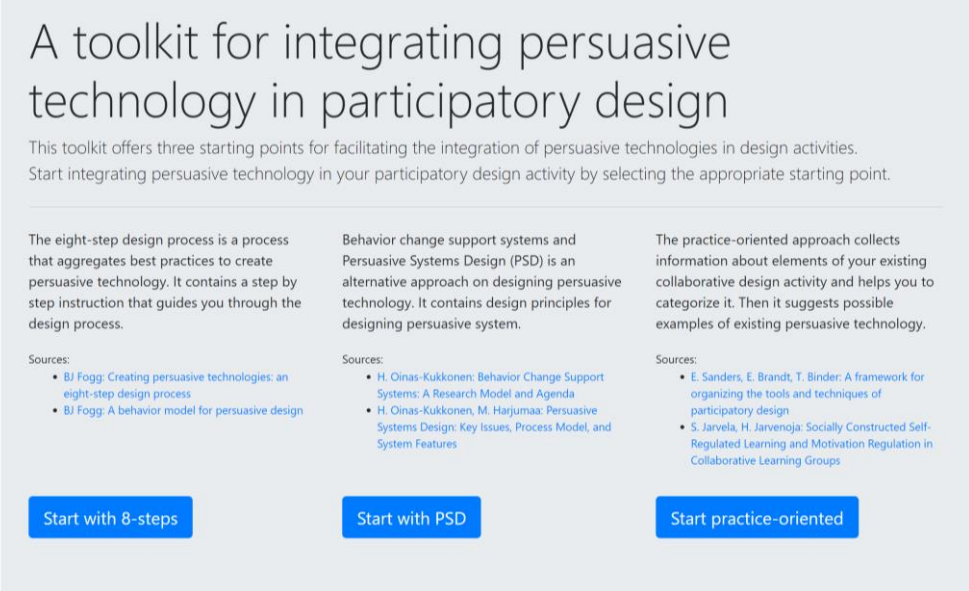 A toolkit for integrating persuasive
technology in participatory design
This toolkit offers three starting points for facilitating the integration of persuasive technologies in design activities.
Start integrating persuasive technology in your participatory design activity by selecting the appropriate starting point.
The eight-step design process is a process
that aggregates best practices to create
persuasive technology. It contains a step by
step instruction that guides you through the
design process.
Sources:
• BJ Fogg: Creating persuasive technologies: an
eight-step design process
• BJ Fogg: A behavior model for persuasive design
Start with 8-steps
Behavior change support systems and
Persuasive Systems Design (PSD) is an
alternative approach on designing persuasive
technology. It contains design principles for
designing persuasive system.
Sources:
• H. Oinas-Kukkonen: Behavior Change Support
Systems: A Research Model and Agenda
• H. Oinas-Kukkonen, M. Harjumaa: Persuasive
Systems Design: Key Issues, Process Model, and
System Features
Start with PSD
The practice-oriented approach collects
information about elements of your existing
collaborative design activity and helps you to
categorize it. Then it suggests possible
examples of existing persuasive technology.
Sources:
• E. Sanders, E. Brandt, T. Binder: A framework for
organizing the tools and techniques of
participatory design
• S. Jarvela, H. Jarvenoja: Socially Constructed Self-
Regulated Learning and Motivation Regulation in
Collaborative Learning Groups
Start practice-oriented